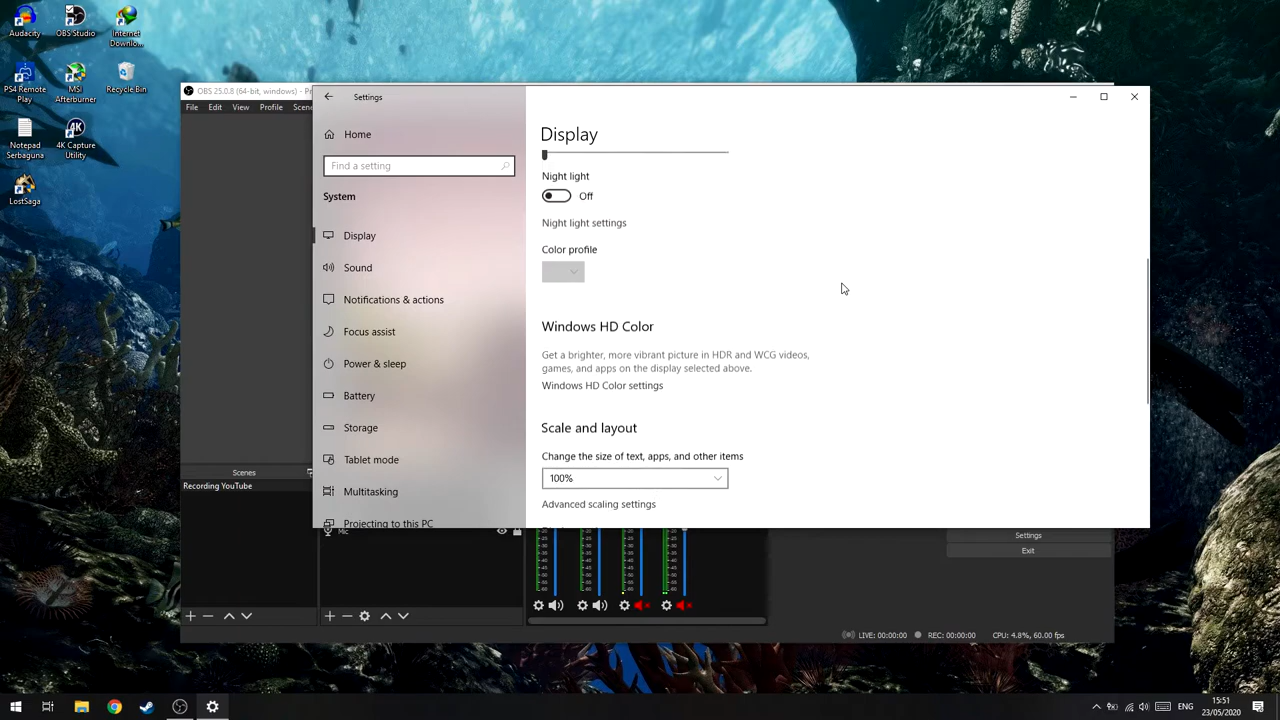 Audacity
OBS Studio
Internet
Downlo...
PS4 Remote
Play
MSI
Afterburner
Recycle Bin
Notepad
Serbaguna
4K Capture
Utility
LostSaga
OBS 25.0.8 (64-bit, windows) - Pr
File
Edit
View
Profile
Scen
Settings
Home
Find a setting
System
Display
Sound
Notifications & actions
Focus assist
Power & sleep
Battery
Storage
Tablet mode
Multitasking
Projecting to this PC
Display
Night light
Off
Night light settings
Color profile
Windows HD Color
Get a brighter, more vibrant picture in HDR and WCG videos,
games, and apps on the display selected above.
Windows HD Color settings
Scale and layout
Change the size of text, apps, and other items
100%
Advanced scaling settings
Scenes
Recording YouTube
Mic
Settings
Exit
LIVE: 00:00:00
REC: 00:00:00
CPU: 4.8%, 60.00 fps
ENG
15:51
23/05/2020